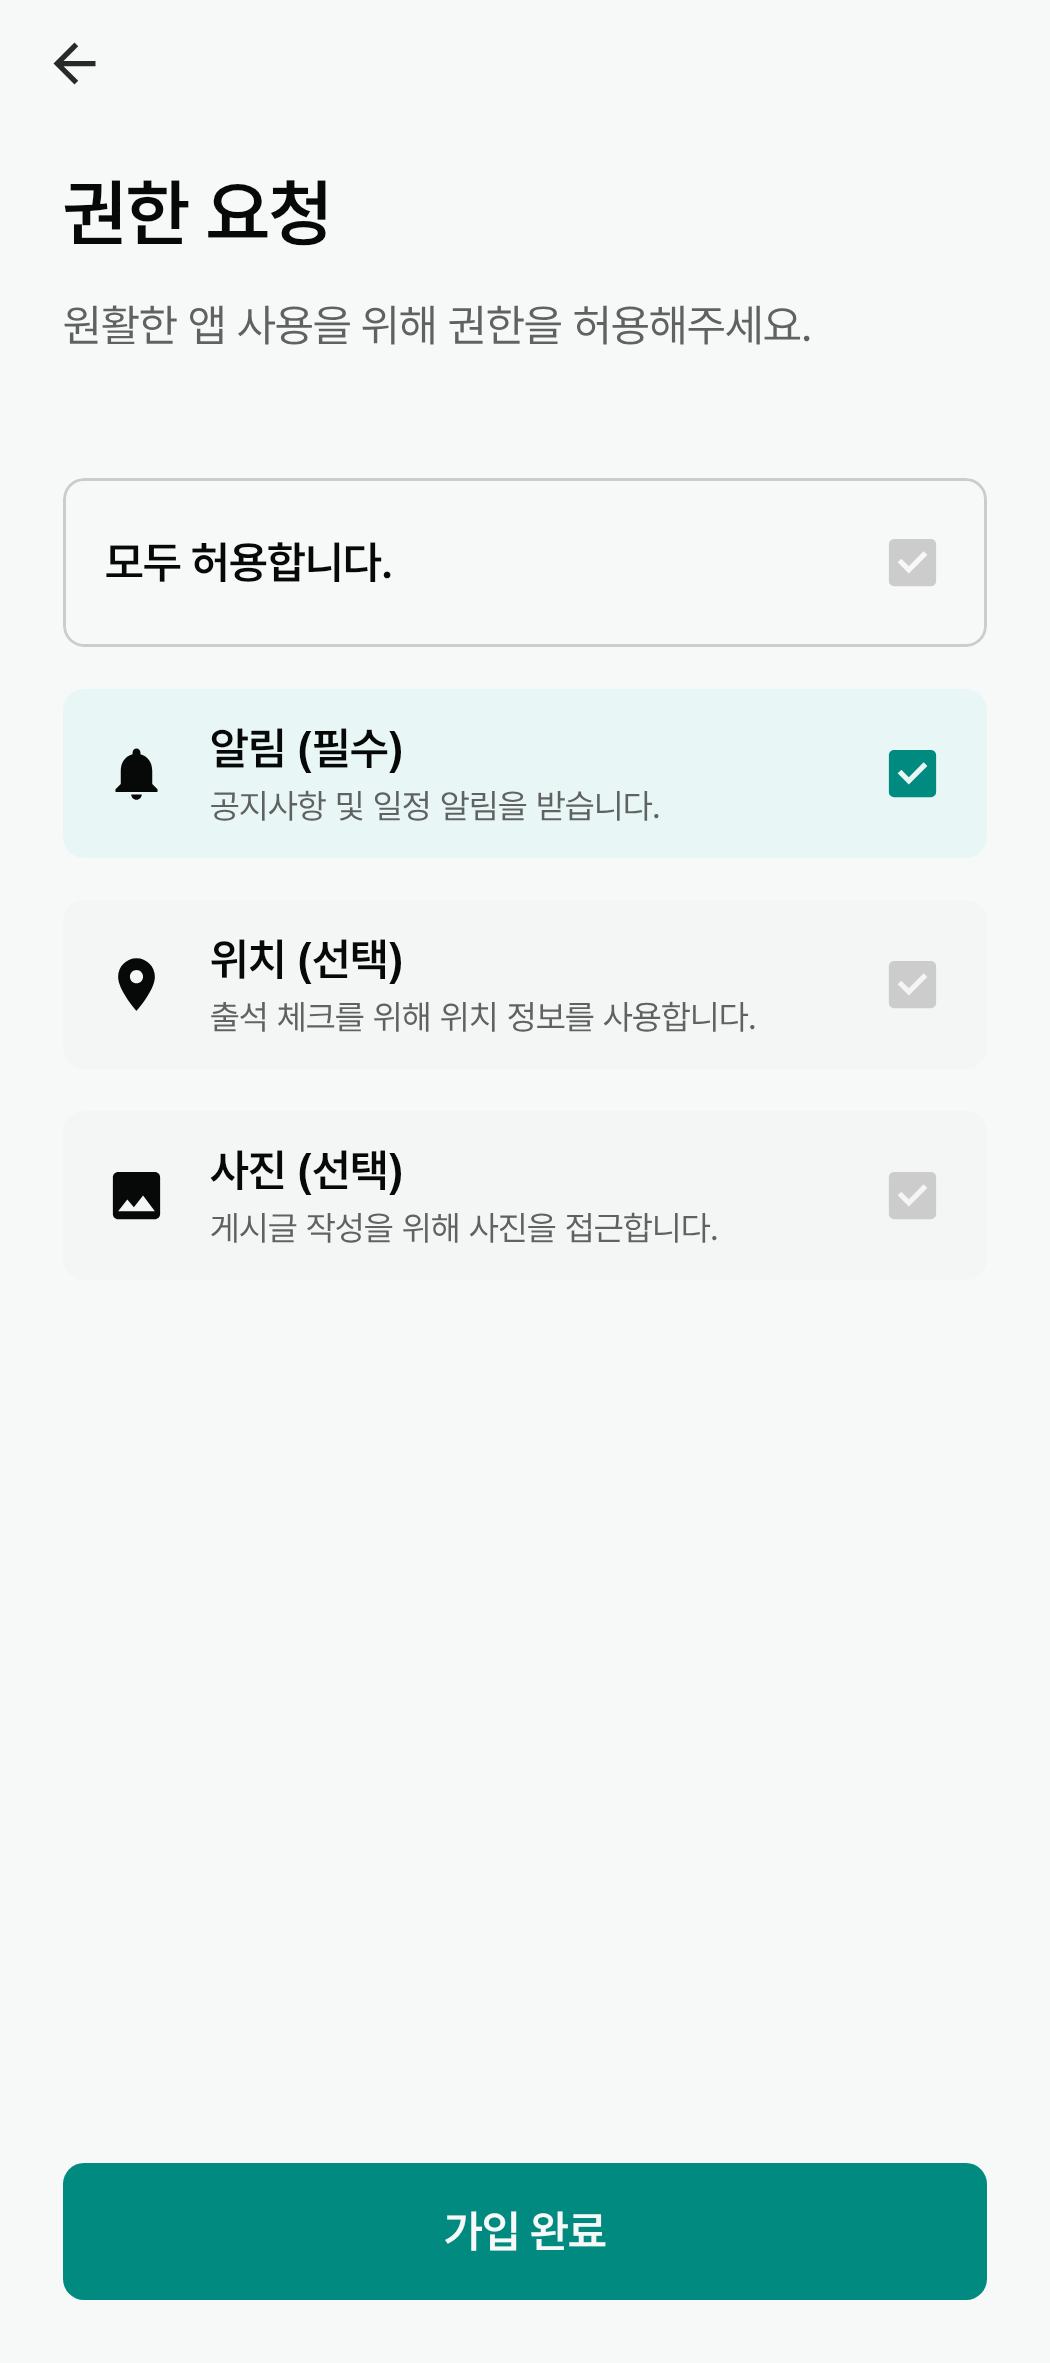 권한 요청
원활한 앱 사용을 위해 권한을 허용해주세요.
모두 허용합니다.
알림 (필수)
공지사항 및 일정 알림을 받습니다.
위치 (선택)
출석 체크를 위해 위치 정보를 사용합니다.
사진 (선택)
게시글 작성을 위해 사진을 접근합니다.
가입 완료